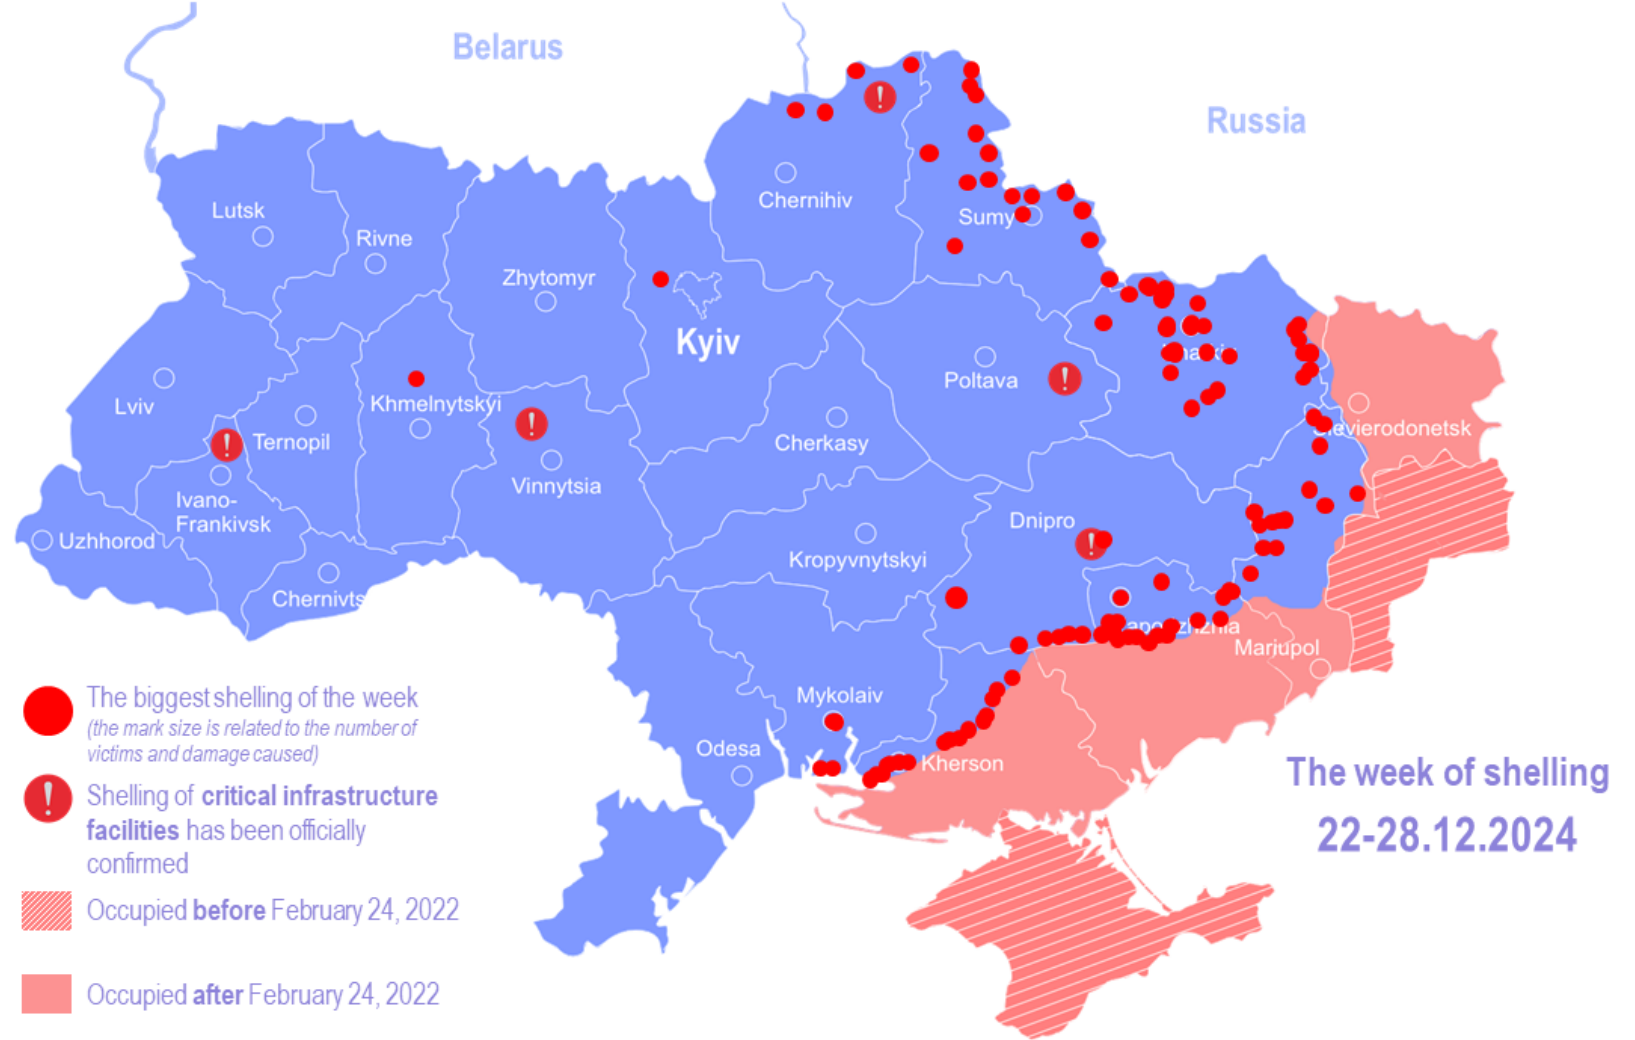 Belarus
Russia
Chernihiv
Lutsk
Sumy
Rivne
Zhytomyr
Kyiv
Poltava
Lviv
Khmelnytskyi
Slevierodonetsk
Ternopil
Cherkasy
Vinnytsia
Ivano-
Frankivsk
Dnipro
Uzhhorod
Kropyvnytskyi
Chernivts
Mariupol
Mykolaiv
Odesa
Kherson
The biggest shelling of the week
(the mark size is related to the number of
victims and damage caused)
Shelling of critical infrastructure
facilities has been officially
confirmed
Occupied before February 24, 2022
Occupied after February 24, 2022
The week of shelling
22-28.12.2024